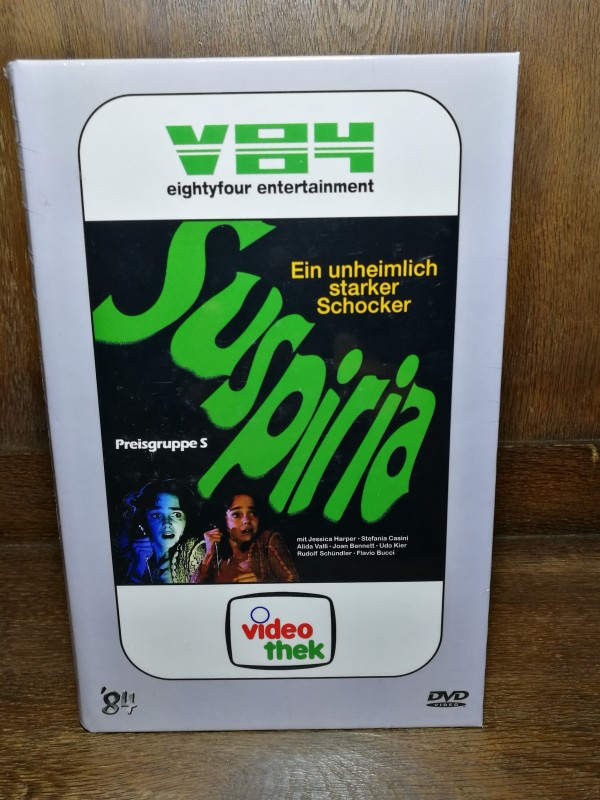 V84
eightyfour entertainment
Suspiria
Ein unheimlich
starker
Schocker
Preisgruppe S
mit Jessica Harper · Stefania Casini
Alida Valli · Joan Bennett · Udo Kier
Rudolf Schündler · Flavio Bucci
video
thek
'84
DVD
VIDEO